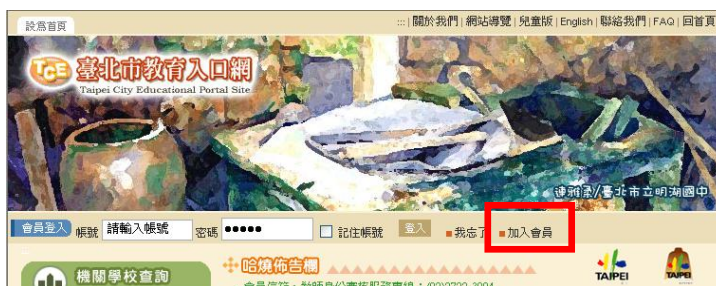 設為首頁
:::|關於我們|網站導覽|兒童版|English|聯絡我們|FAQ|回首頁
TCE 臺北市教育入口網
Taipei City Educational Portal Site
連雅柔/臺北市立明湖國中
會員登入 帳號 請輸入帳號 密碼 ●●●●● 記住帳號 登入 ■我忘了 ■加入會員
機關學校查詢
哈燒佈告欄
TAIPEI
TAIPEI